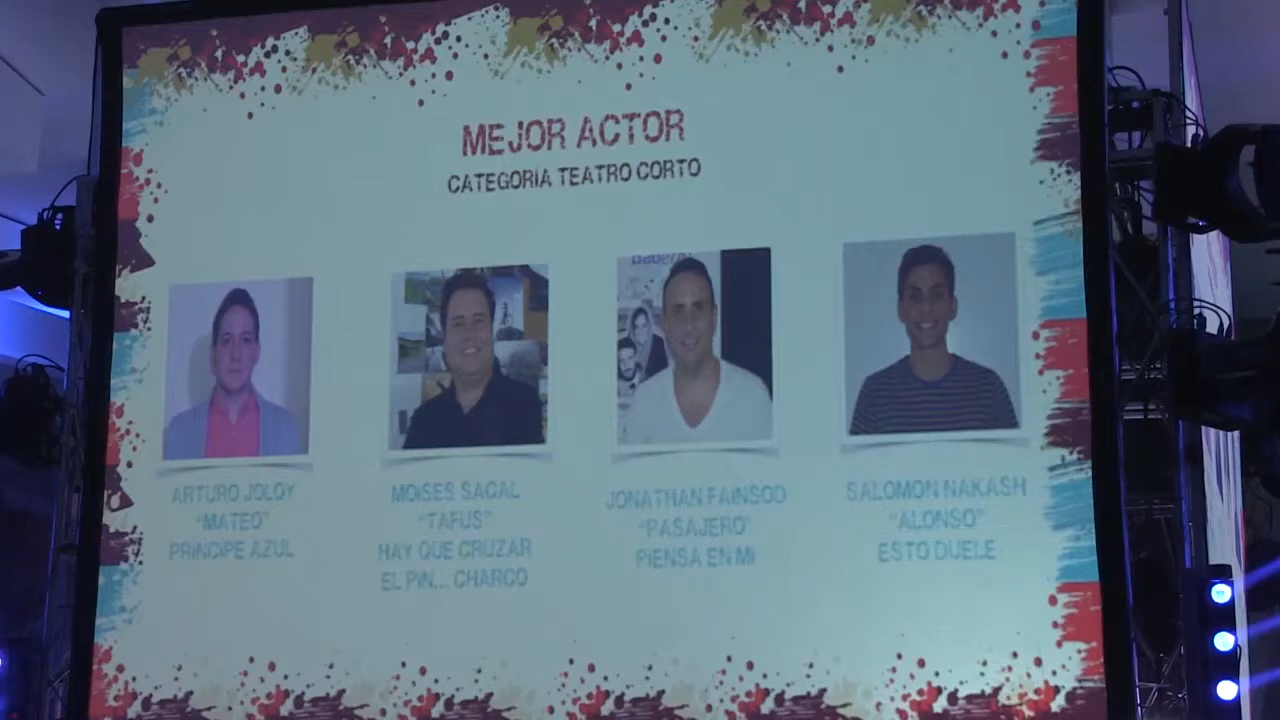 MEJOR ACTOR
CATEGORIA TEATRO CORTO
ARTURO JOLOY
"MATEO"
PRINCIPE AZUL
MOISES SACAL
"TAFUS"
HAY QUE CRUZAR
EL PIN... CHARCO
JONATHAN FAINSOD
"PASAJERO"
PIENSA EN MI
SALOMON NAKASH
"ALONSO"
ESTO DUELE